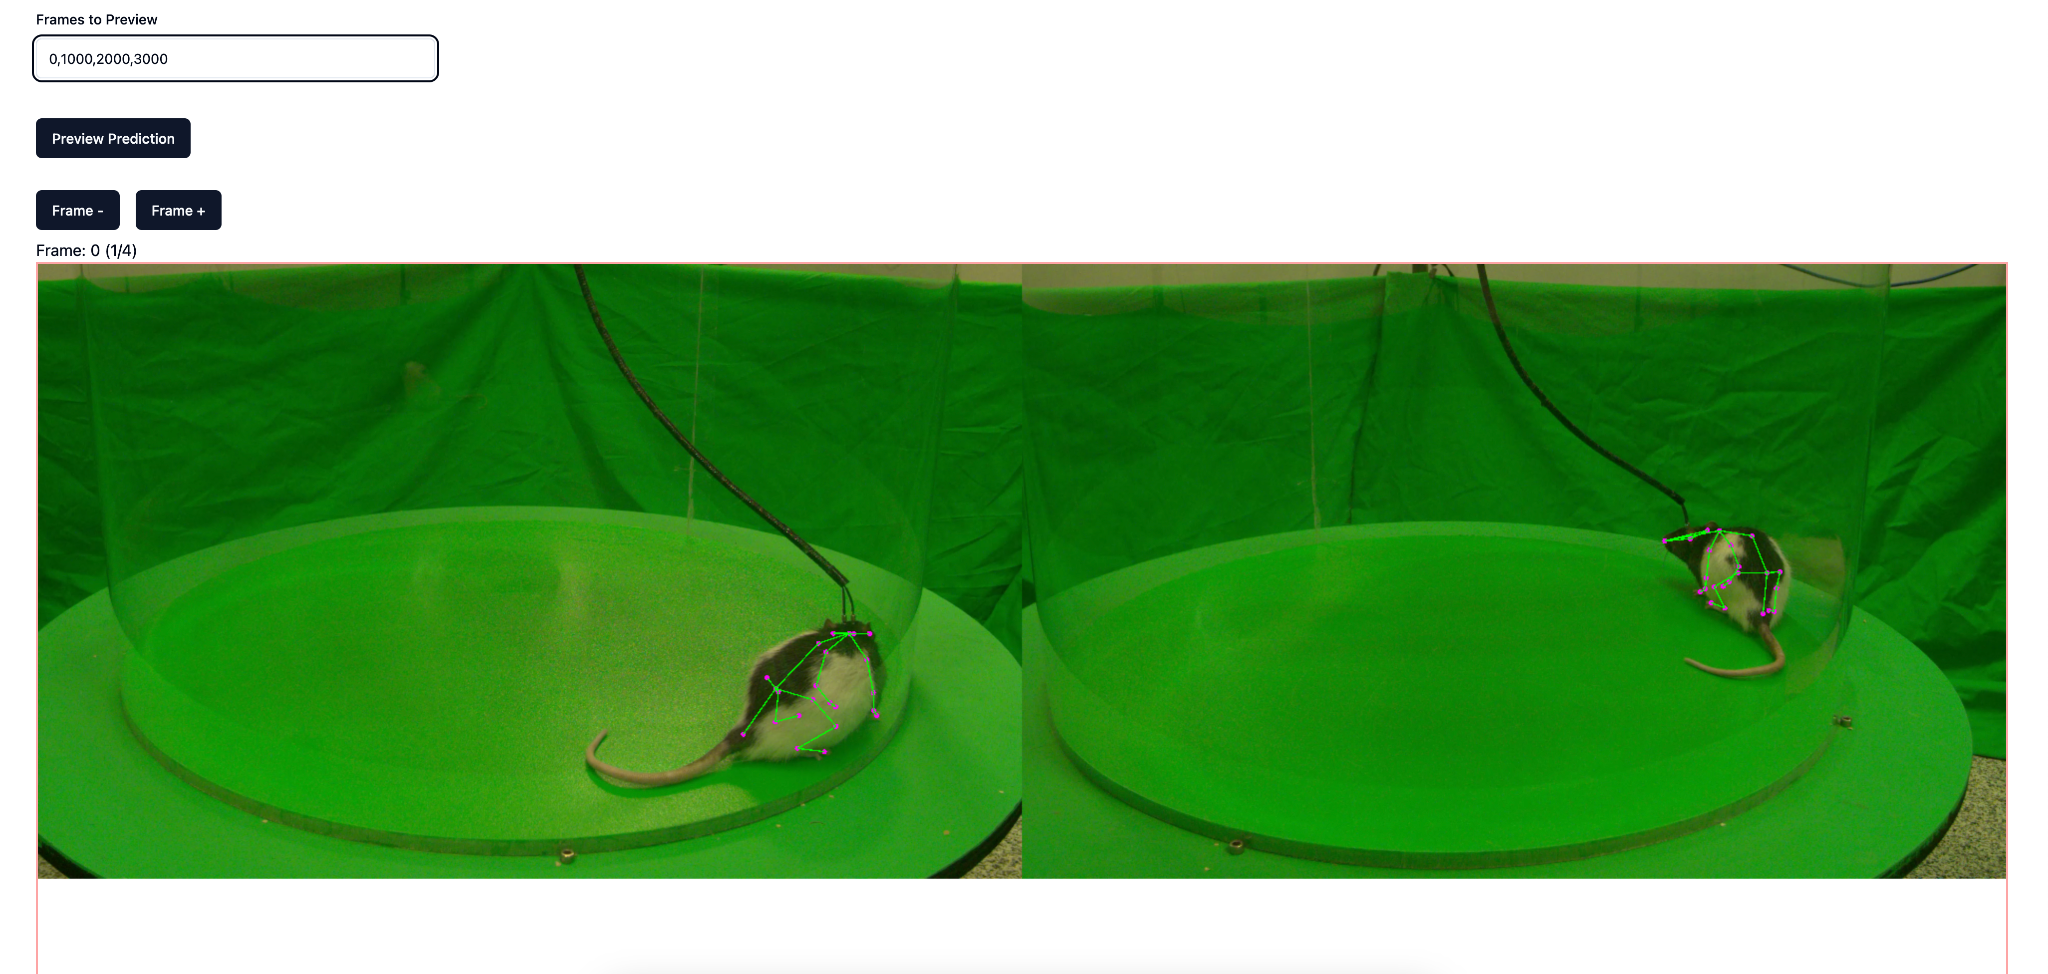 Frames to Preview
0,1000,2000,3000
Preview Prediction
Frame - Frame +
Frame: 0 (1/4)